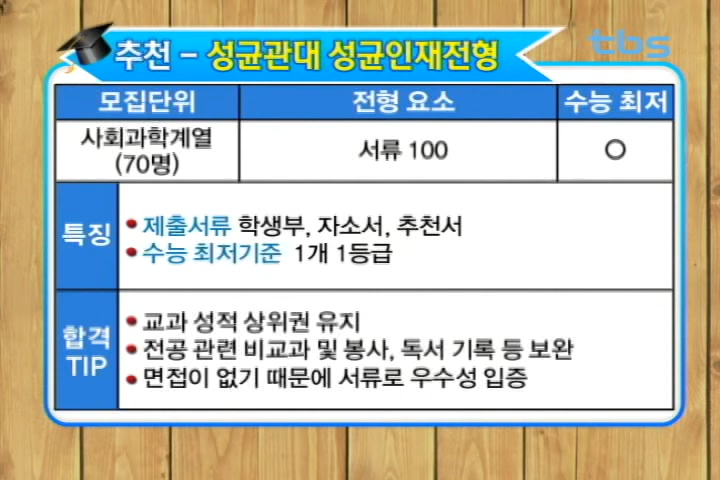 추천 - 성균관대 성균인재전형
tbs
모집단위 전형 요소 수능 최저
사회과학계열
(70명)
서류 100
○
특징
• 제출서류 학생부, 자소서, 추천서
• 수능 최저기준 1개 1등급
합격
TIP
• 교과 성적 상위권 유지
• 전공 관련 비교과 및 봉사, 독서 기록 등 보완
• 면접이 없기 때문에 서류로 우수성 입증